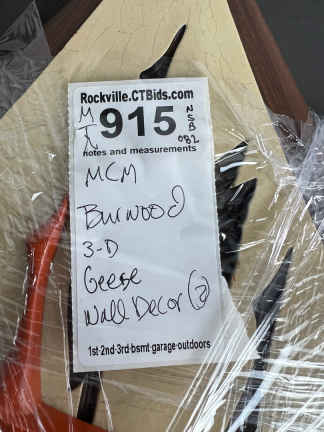 Rockville.CTBids.com
915
NSB
082
notes and measurements
MCM
Burwood
3-D
Geese
Wall Decor (2)
1st-2nd-3rd-bsmt-garage-outdoors